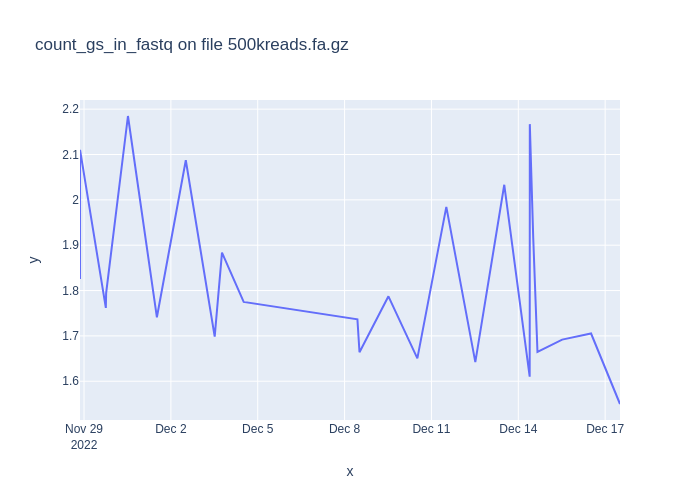 count_gs_in_fastq on file 500kreads.fa.gz
2.2
2.1
2
1.9
1.8
1.7
1.6
y
Nov 29 Dec 2 Dec 5 Dec 8 Dec 11 Dec 14 Dec 17
2022
x